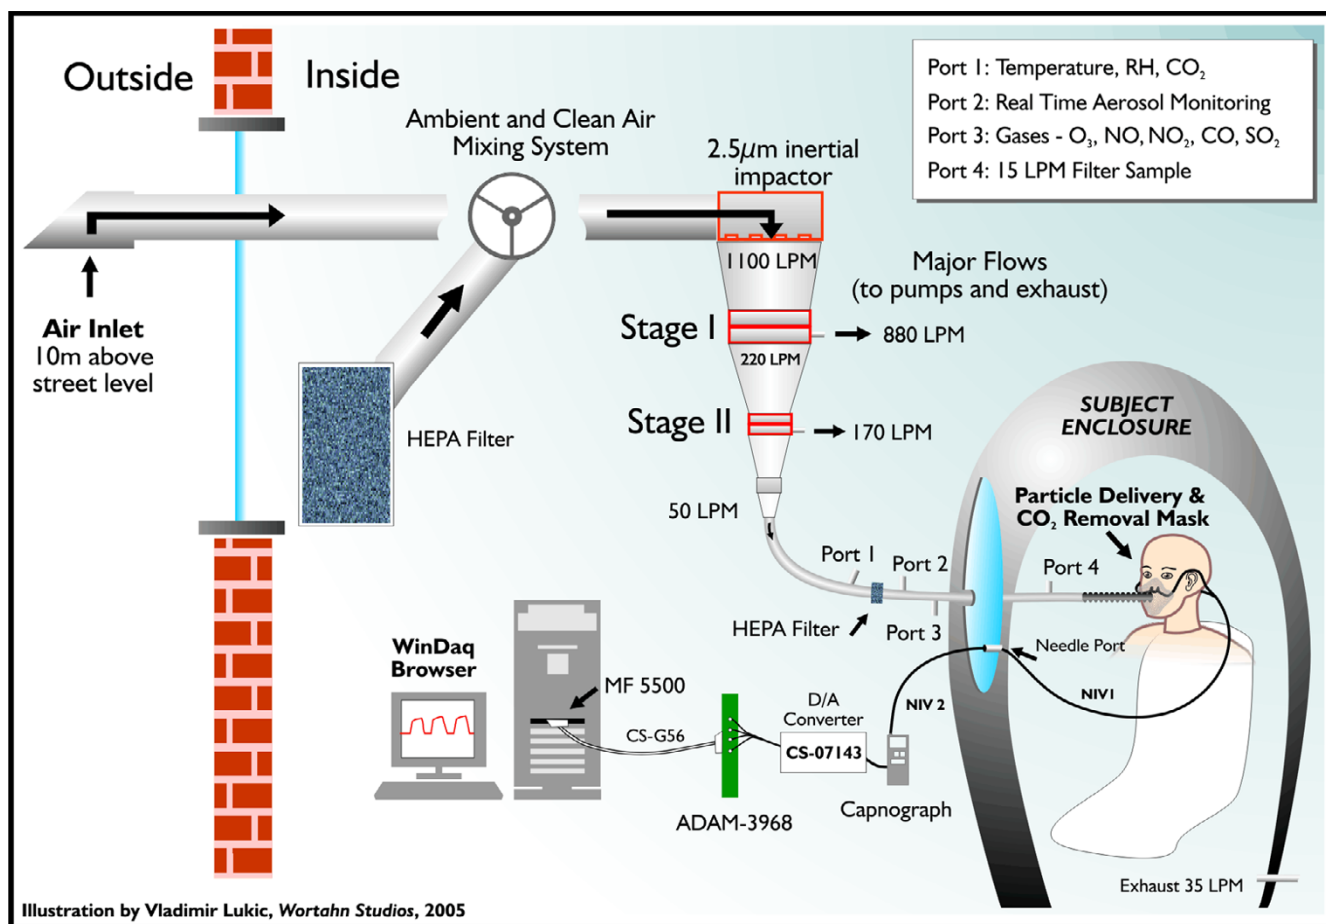 Outside
Inside
Port 1: Temperature, RH, CO₂
Port 2: Real Time Aerosol Monitoring
Port 3: Gases - O₃, NO, NO₂, CO, SO₂
Port 4: 15 LPM Filter Sample
Ambient and Clean Air
Mixing System
2.5μm inertial
impactor
1100 LPM
Major Flows
(to pumps and exhaust)
Air Inlet
10m above
street level
Stage I
880 LPM
220 LPM
HEPA Filter
Stage II
170 LPM
SUBJECT
ENCLOSURE
50 LPM
Particle Delivery &
CO₂ Removal Mask
Port 1
Port 2
Port 4
HEPA Filter
Port 3
Needle Port
WinDaq
Browser
MF 5500
D/A
Converter
NIV 2
NIV1
CS-G56
CS-07143
ADAM-3968
Capnograph
Exhaust 35 LPM
Illustration by Vladimir Lukic, Wortahn Studios, 2005